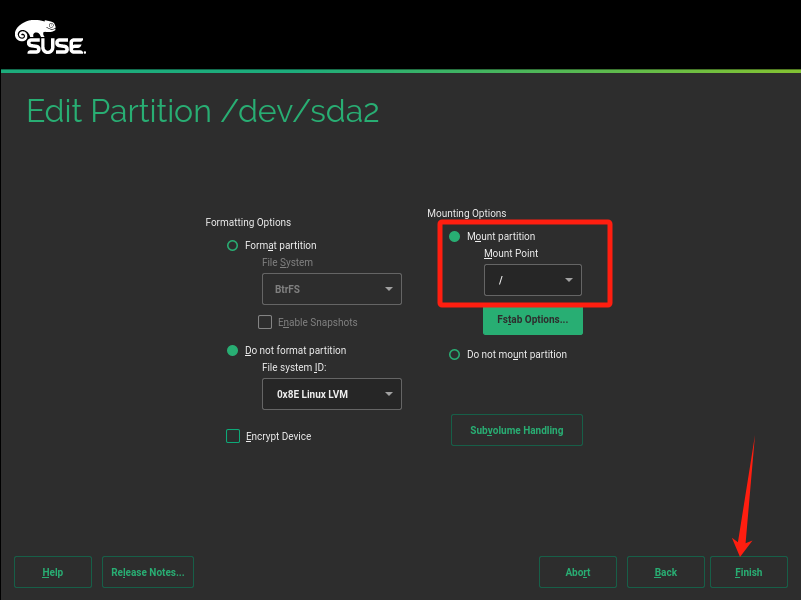 SUSE.
Edit Partition /dev/sda2
Formatting Options
Format partition
File System
BtrFS
Enable Snapshots
Do not format partition
File system ID:
0x8E Linux LVM
Encrypt Device
Mounting Options
Mount partition
Mount Point
/
Fstab Options...
Do not mount partition
Subvolume Handling
Help
Release Notes...
Abort
Back
Finish